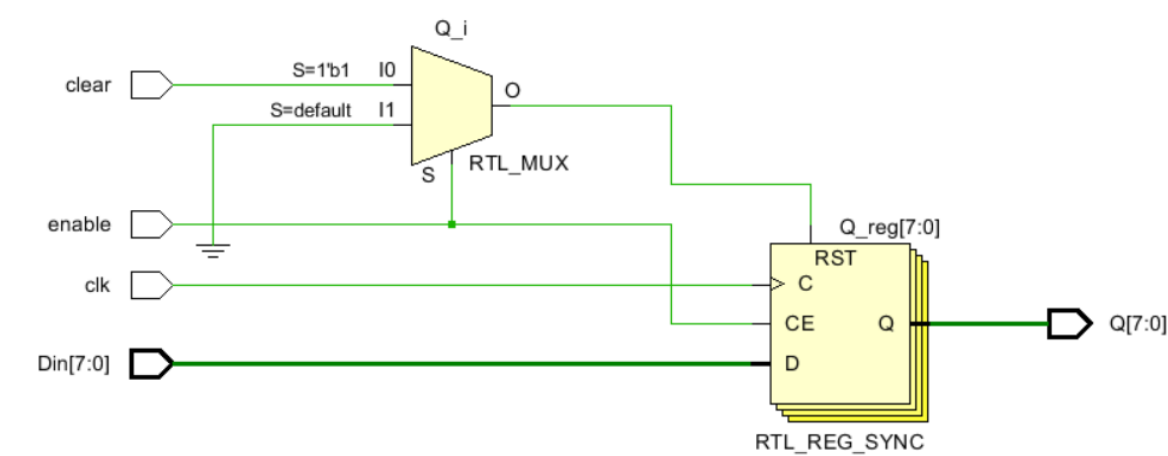 Q_i
clear
S=1'b1
I0
S=default
I1
O
S
RTL_MUX
enable
Q_reg[7:0]
RST
clk
C
CE
Q
Q[7:0]
Din[7:0]
D
RTL_REG_SYNC